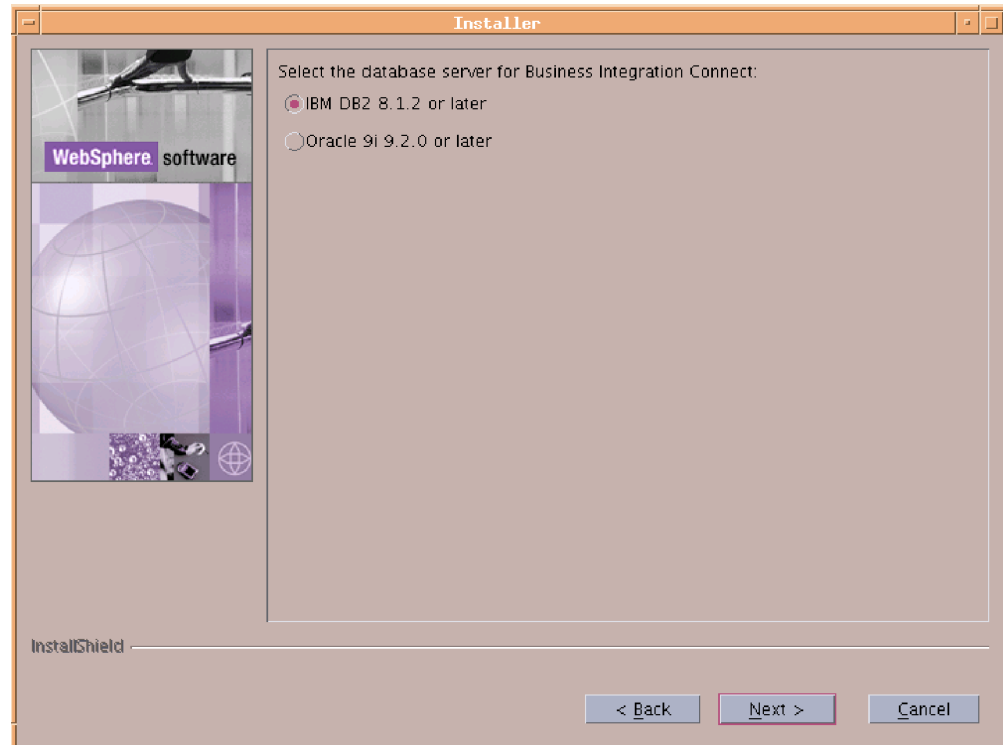 Installer
Select the database server for Business Integration Connect:
IBM DB2 8.1.2 or later
Oracle 9i 9.2.0 or later
WebSphere software
InstallShield
< Back
Next >
Cancel